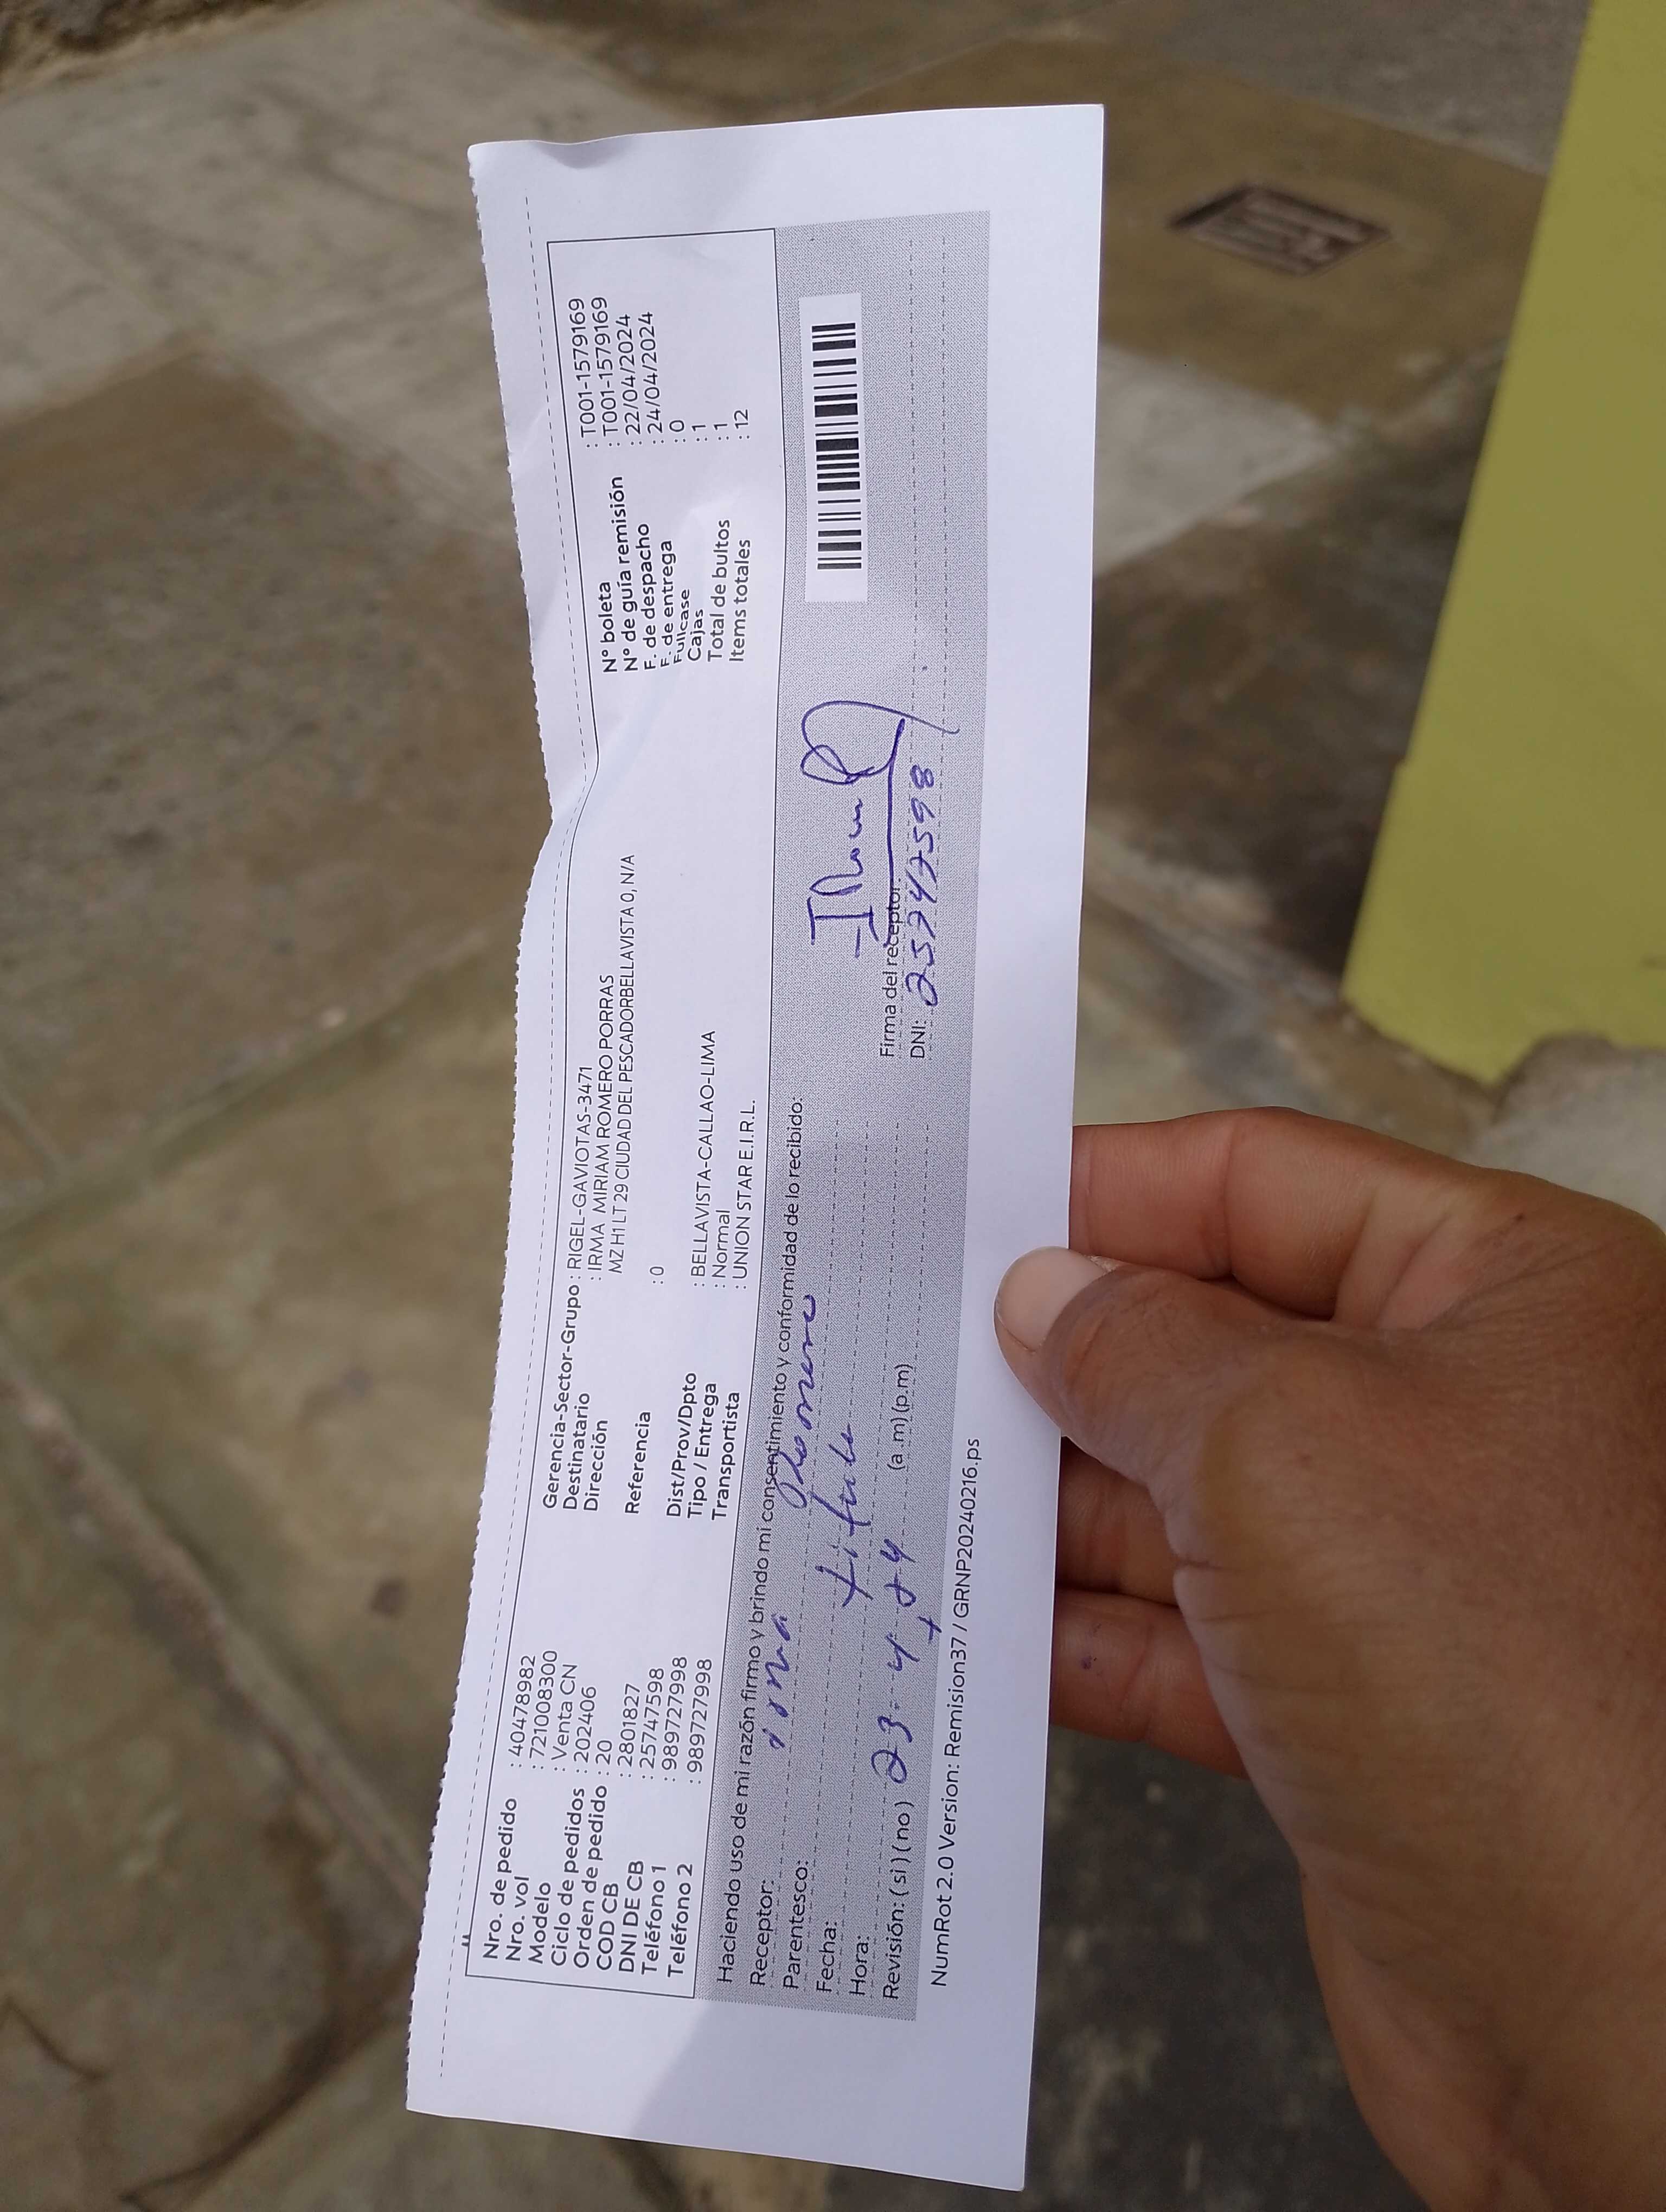 Nro. de pedido : 40478982
Nro. vol : 721008300
Modelo : Venta CN
Ciclo de pedidos : 202406
Orden de pedido : 20
COD CB : 2801827
DNI DE CB : 25747598
Teléfono 1 : 989727998
Teléfono 2 : 989727998
Gerencia-Sector-Grupo : RIGEL-GAVIOTAS-3471
Destinatario : IRMA MIRIAM ROMERO PORRAS
Dirección MZ H1 LT 29 CIUDAD DEL PESCADORBELLAVISTA 0, N/A
Referencia : 0
Dist/Prov/Dpto : BELLAVISTA-CALLAO-LIMA
Tipo / Entrega : Normal
Transportista : UNION STAR E.I.R.L.
N° boleta : T001-1579169
N° de guía remisión : T001-1579169
F. de despacho : 22/04/2024
F. de entrega : 24/04/2024
Fullcase : 0
Cajas : 1
Total de bultos : 1
Items totales : 12
Haciendo uso de mi razón firmo y brindo mi consentimiento y conformidad de lo recibido:
Receptor: irma Romero
Parentesco: titular
Fecha:
Hora: 23-4-24 (a.m) (p.m)
Revisión: ( si ) ( no )
Firma del receptor:
DNI: 25747598
NumRot 2.0 Version: Remision37 / GRNP20240216.ps